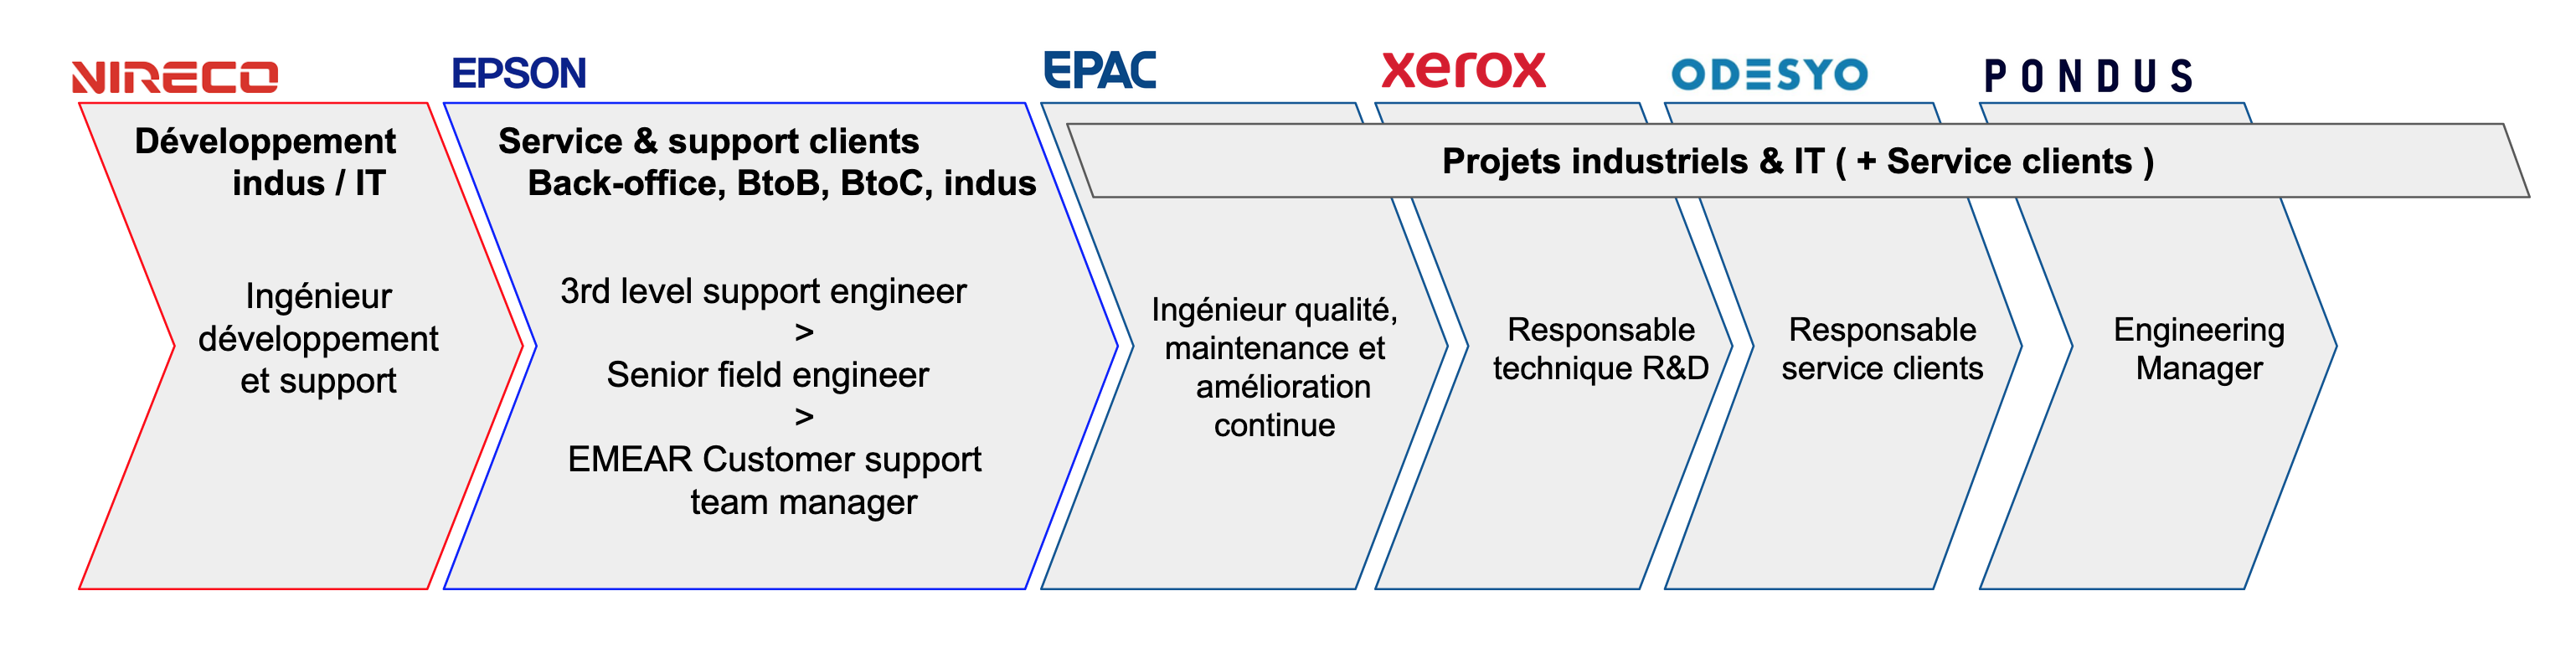 NIRECO
EPSON
EPAC
xerox
ODESYO
PONDUS
Développement
indus / IT
Ingénieur
développement
et support
Service & support clients
Back-office, BtoB, BtoC, indus
3rd level support engineer
>
Senior field engineer
>
EMEAR Customer support
team manager
Projets industriels & IT ( + Service clients )
Ingénieur qualité,
maintenance et
amélioration
continue
Responsable
technique R&D
Responsable
service clients
Engineering
Manager